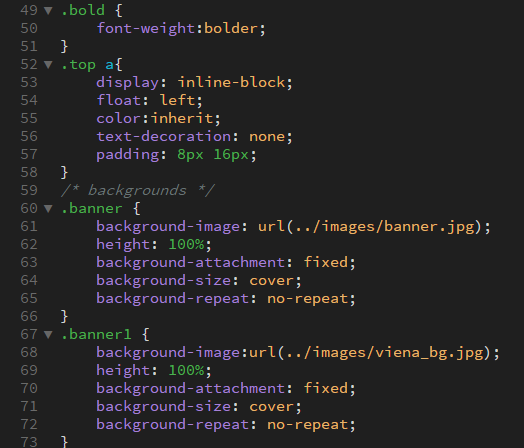 49 .bold {
50     font-weight:bolder;
51 }
52 .top a{
53     display: inline-block;
54     float: left;
55     color:inherit;
56     text-decoration: none;
57     padding: 8px 16px;
58 }
59 /* backgrounds */
60 .banner {
61     background-image: url(../images/banner.jpg);
62     height: 100%;
63     background-attachment: fixed;
64     background-size: cover;
65     background-repeat: no-repeat;
66 }
67 .banner1 {
68     background-image:url(../images/viena_bg.jpg);
69     height: 100%;
70     background-attachment: fixed;
71     background-size: cover;
72     background-repeat: no-repeat;
73 }